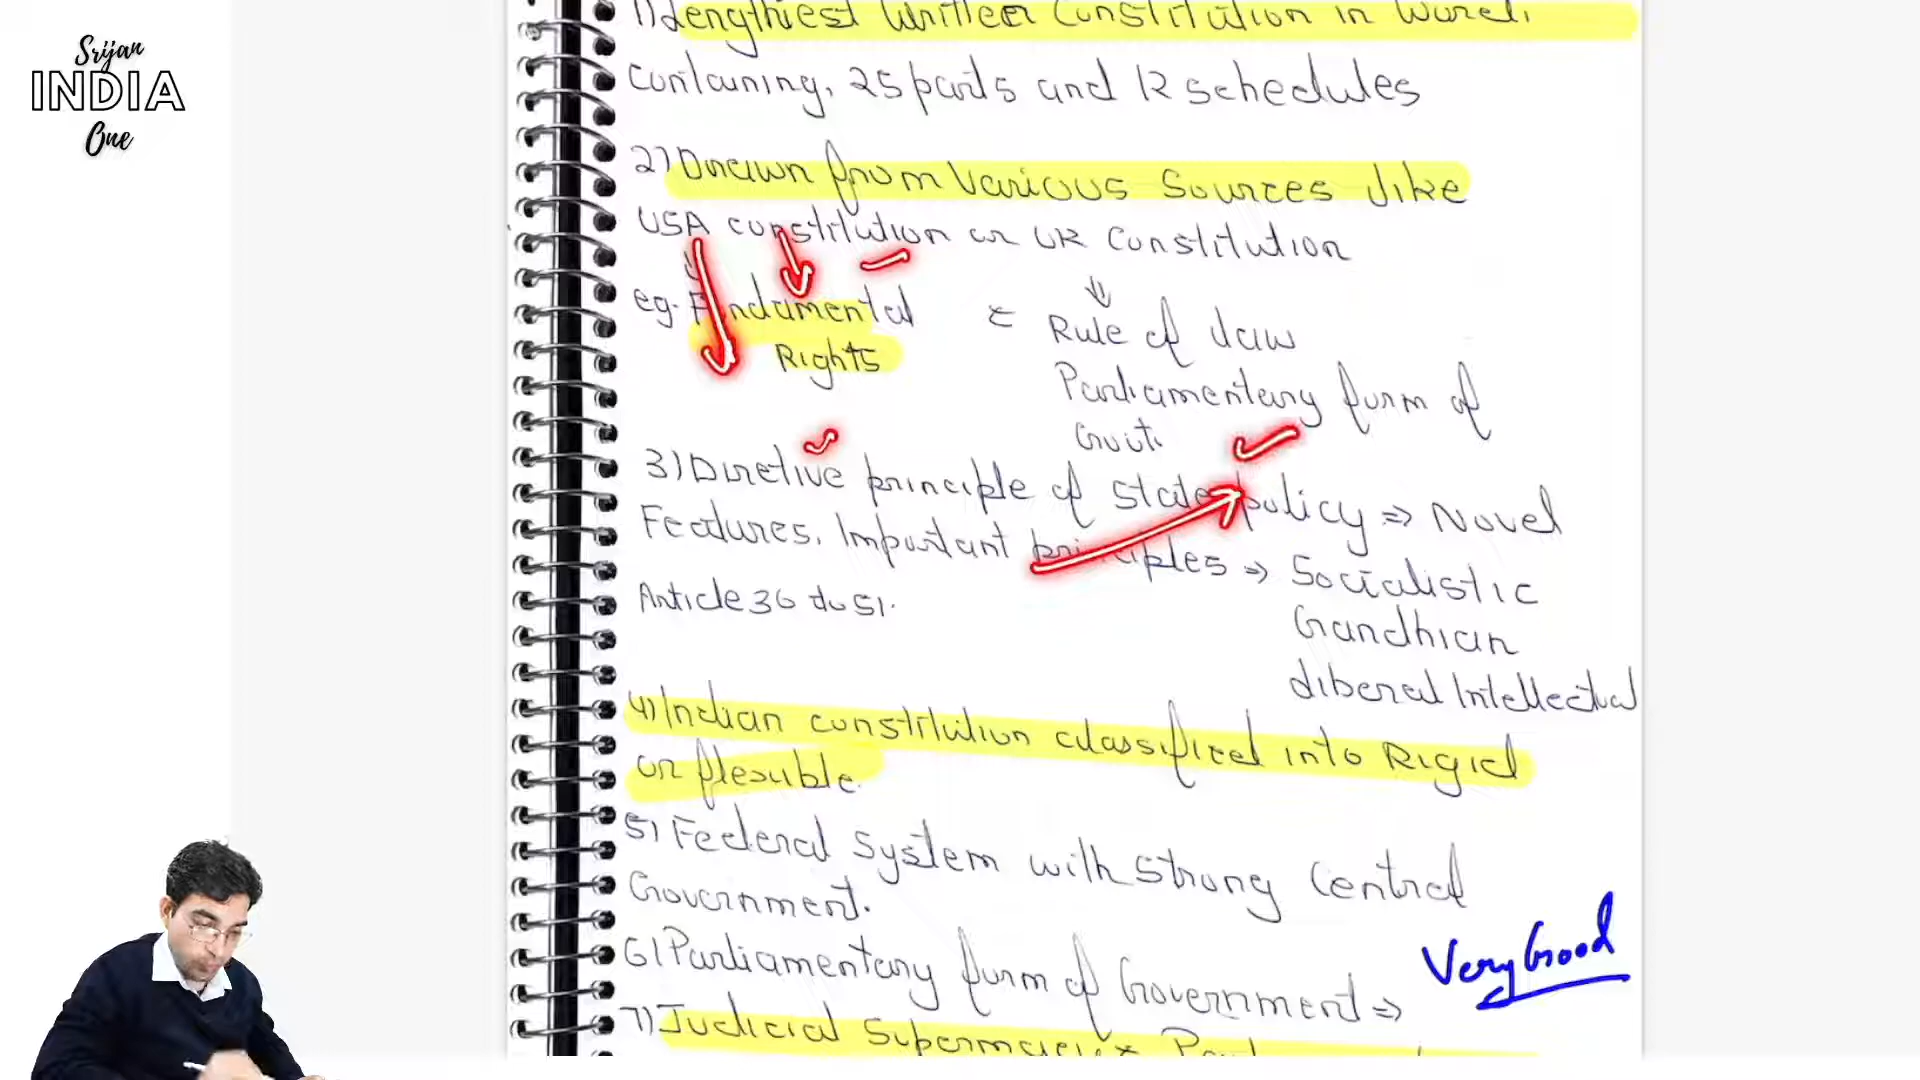 Srijan
INDIA
One
1) Lengthiest Written Constitution in World.
containing, 25 parts and 12 schedules
2) Drawn from Various Sources like
USA constitution or UK Constitution
eg. Fundamental
Rights
& Rule of Law
Parliamentary form of
Govt.
3) Diretive principle of State policy => Novel
Features. Important principles => Socialistic
Gandhian
Liberal Intellectual
Article 36 to 51.
4) Indian constitution classified into Rigid
or flexible.
5) Federal System with Strong Central
Government.
6) Parliamentary form of Government =>
Very Good
7) Judicial